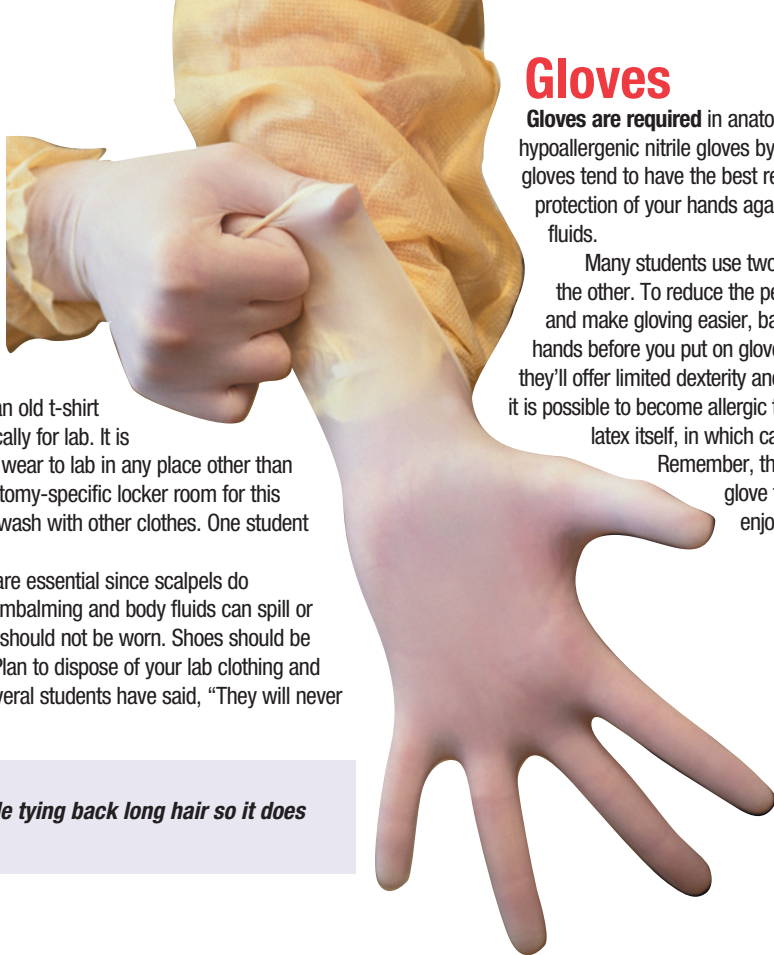 an old t-shirt
cally for lab. It is
wear to lab in any place other than
tomy-specific locker room for this
wash with other clothes. One student
are essential since scalpels do
mbalming and body fluids can spill or
should not be worn. Shoes should be
Plan to dispose of your lab clothing and
veral students have said, “They will never
le tying back long hair so it does
Gloves
Gloves are required in anato
hypoallergenic nitrile gloves by
gloves tend to have the best re
protection of your hands aga
fluids.
Many students use two
the other. To reduce the pe
and make gloving easier, ba
hands before you put on glove
they’ll offer limited dexterity and
it is possible to become allergic t
latex itself, in which ca
Remember, th
glove
enjo